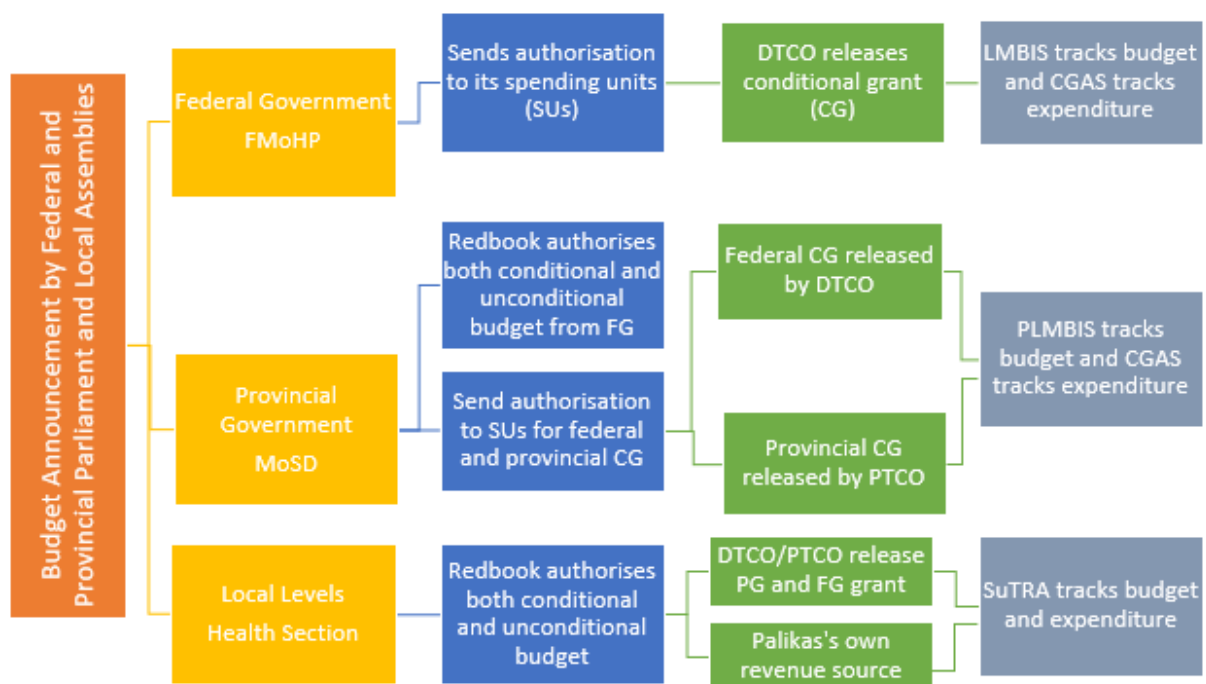 Budget Announcement by Federal and
Provincial Parliament and Local Assemblies
Federal Government
FMoHP
Sends authorisation
to its spending units
(SUs)
DTCO releases
conditional grant
(CG)
LMBIS tracks budget
and CGAS tracks
expenditure
Provincial
Government
MoSD
Redbook authorises
both conditional and
unconditional
budget from FG
Send authorisation
to SUs for federal
and provincial CG
Federal CG released
by DTCO
Provincial CG
released by PTCO
PLMBIS tracks
budget and CGAS
tracks expenditure
Local Levels
Health Section
Redbook authorises
both conditional
and unconditional
budget
DTCO/PTCO release
PG and FG grant
Palikas's own
revenue source
SuTRA tracks budget
and expenditure